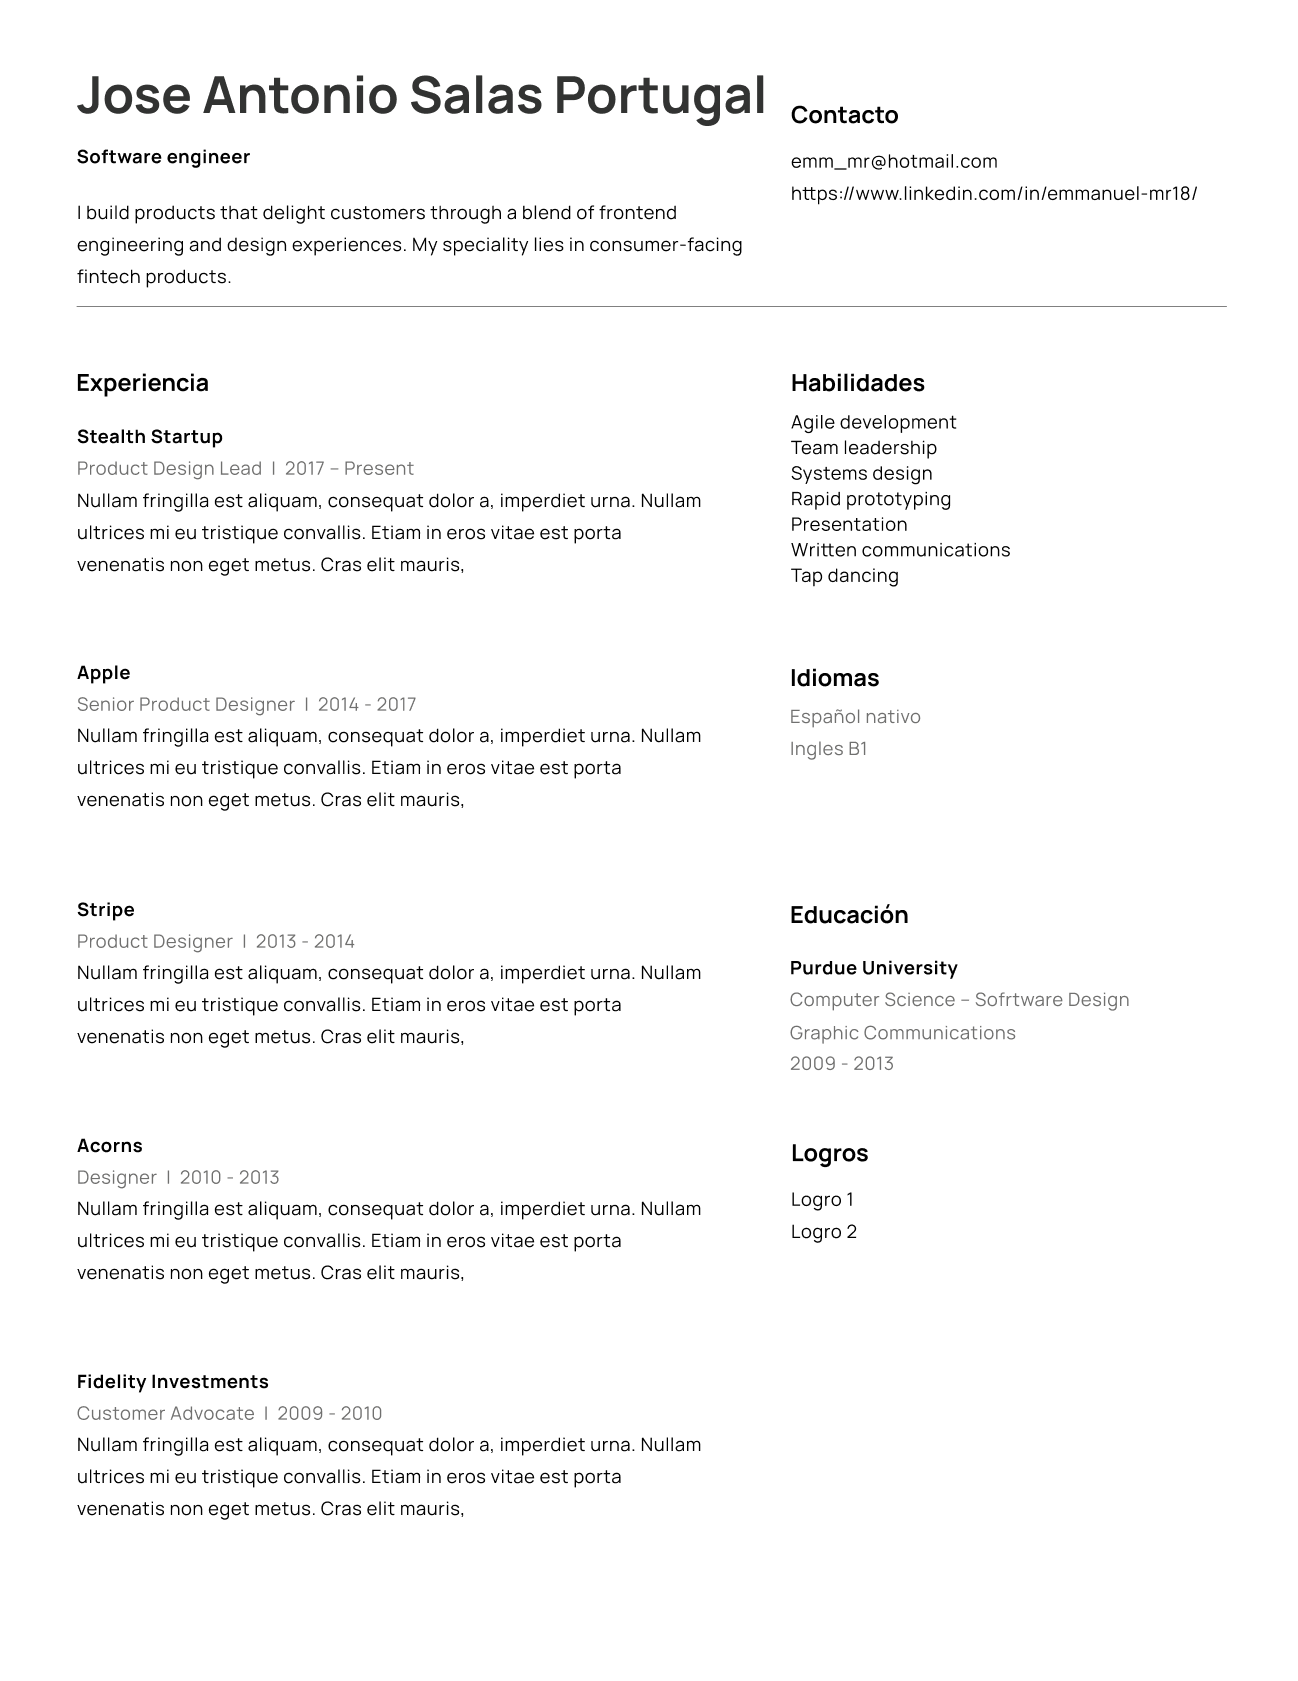 Jose Antonio Salas Portugal
Software engineer
I build products that delight customers through a blend of frontend
engineering and design experiences. My speciality lies in consumer-facing
fintech products.
Contacto
emm_mr@hotmail.com
https://www.linkedin.com/in/emmanuel-mr18/
Experiencia
Stealth Startup
Product Design Lead | 2017 – Present
Nullam fringilla est aliquam, consequat dolor a, imperdiet urna. Nullam
ultrices mi eu tristique convallis. Etiam in eros vitae est porta
venenatis non eget metus. Cras elit mauris,
Apple
Senior Product Designer | 2014 - 2017
Nullam fringilla est aliquam, consequat dolor a, imperdiet urna. Nullam
ultrices mi eu tristique convallis. Etiam in eros vitae est porta
venenatis non eget metus. Cras elit mauris,
Stripe
Product Designer | 2013 - 2014
Nullam fringilla est aliquam, consequat dolor a, imperdiet urna. Nullam
ultrices mi eu tristique convallis. Etiam in eros vitae est porta
venenatis non eget metus. Cras elit mauris,
Acorns
Designer | 2010 - 2013
Nullam fringilla est aliquam, consequat dolor a, imperdiet urna. Nullam
ultrices mi eu tristique convallis. Etiam in eros vitae est porta
venenatis non eget metus. Cras elit mauris,
Fidelity Investments
Customer Advocate | 2009 - 2010
Nullam fringilla est aliquam, consequat dolor a, imperdiet urna. Nullam
ultrices mi eu tristique convallis. Etiam in eros vitae est porta
venenatis non eget metus. Cras elit mauris,
Habilidades
Agile development
Team leadership
Systems design
Rapid prototyping
Presentation
Written communications
Tap dancing
Idiomas
Español nativo
Ingles B1
Educación
Purdue University
Computer Science – Sofrtware Design
Graphic Communications
2009 - 2013
Logros
Logro 1
Logro 2